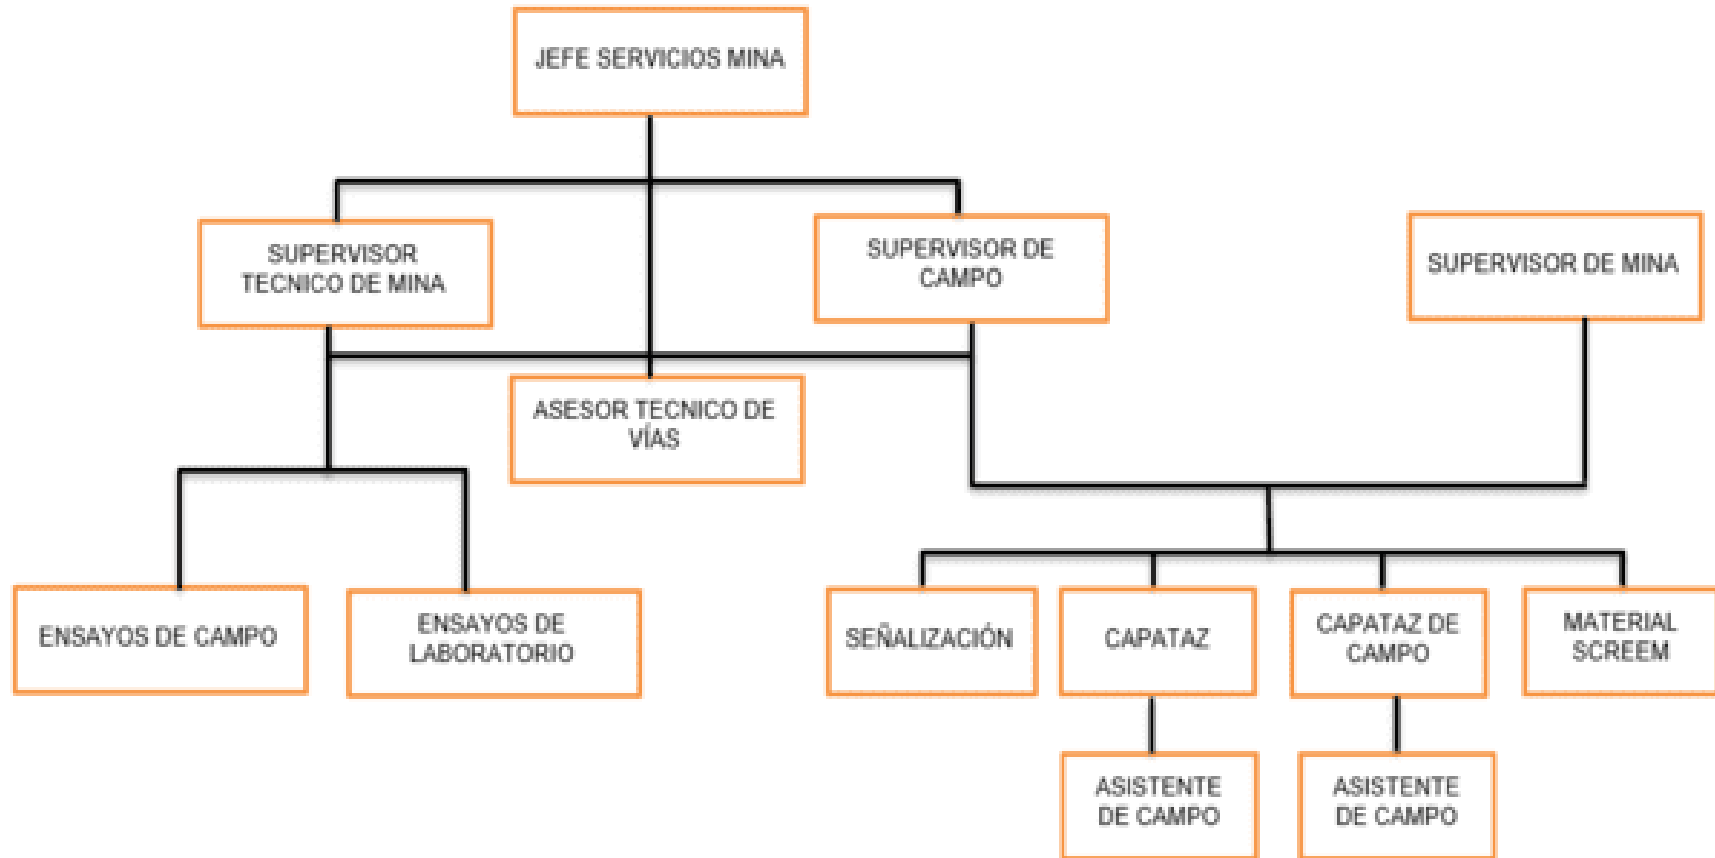 JEFE SERVICIOS MINA
SUPERVISOR
TECNICO DE MINA
SUPERVISOR DE
CAMPO
SUPERVISOR DE MINA
ASESOR TECNICO DE
VÍAS
ENSAYOS DE CAMPO
ENSAYOS DE
LABORATORIO
SEÑALIZACIÓN
CAPATAZ
CAPATAZ DE
CAMPO
MATERIAL
SCREEM
ASISTENTE
DE CAMPO
ASISTENTE
DE CAMPO